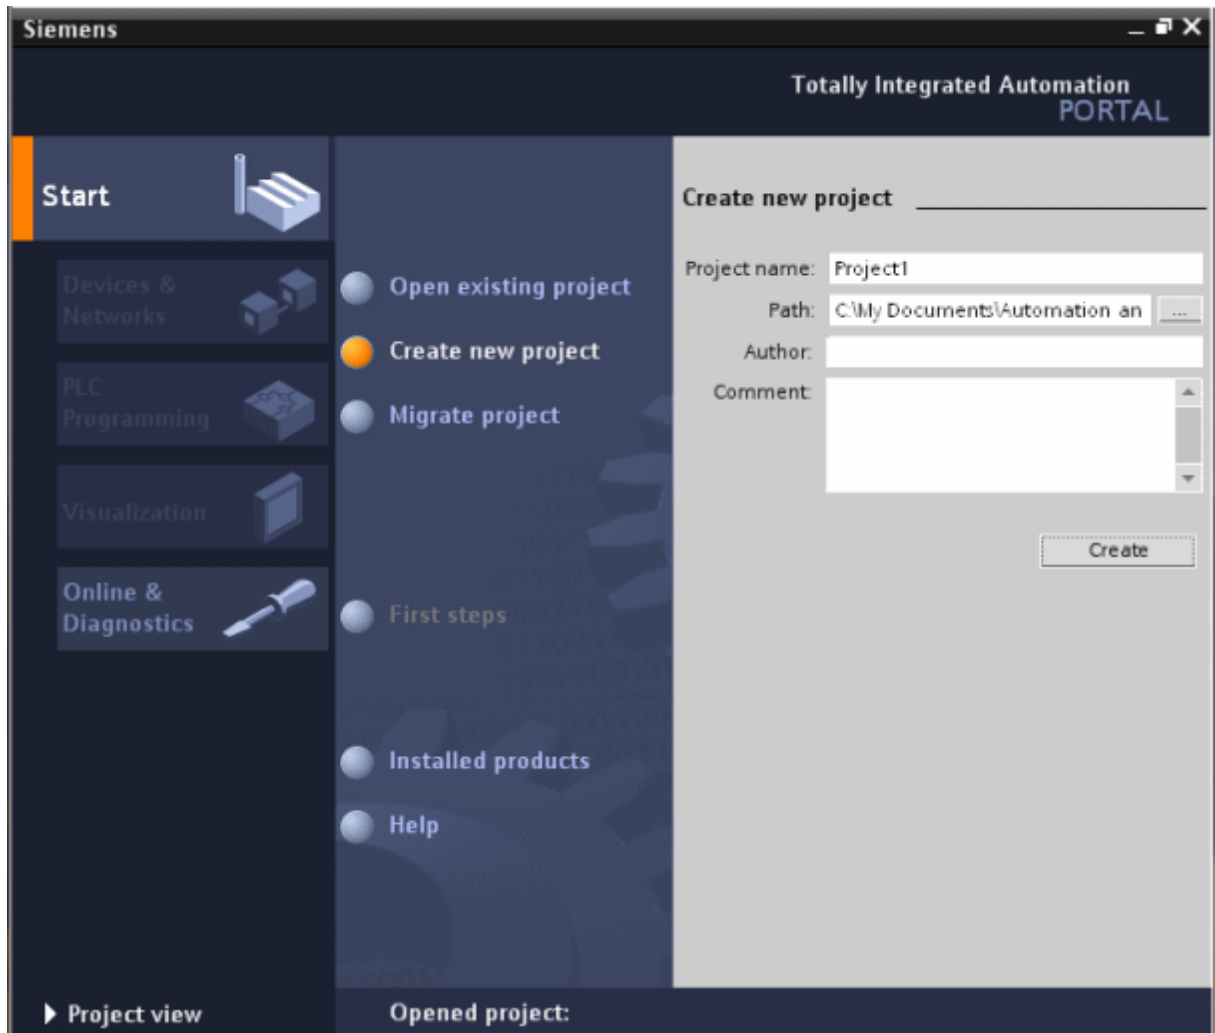 Siemens
Totally Integrated Automation
PORTAL
Start
Devices &
Networks
PLC
Programming
Visualization
Online &
Diagnostics
Open existing project
Create new project
Migrate project
First steps
Installed products
Help
Create new project
Project name: Project1
Path: C:\My Documents\Automation an ...
Author:
Comment:
Create
Project view
Opened project: